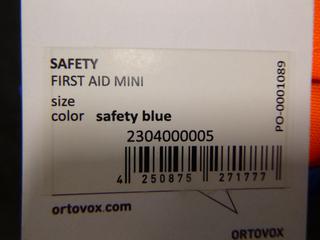 SAFETY
FIRST AID MINI
size
color safety blue
2304000005
4 250875 271777
PO-0001089
ortovox.com
ORTOVOX